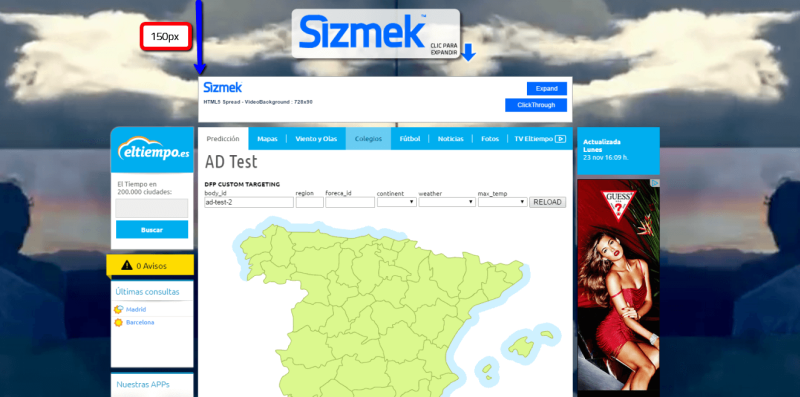 150px
Sizmek™
CLIC PARA
EXPANDIR
Sizmek
Expand
HTML5 Spread - VideoBackground : 728x90
ClickThrough
eltiempo.es
Predicción
Mapas
Viento y Olas
Colegios
Fútbol
Noticias
Fotos
TV Eltiempo
Actualizada
Lunes
23 nov 16:09 h.
AD Test
El Tiempo en
200.000 ciudades:
Buscar
DFP CUSTOM TARGETING
body_id
region
foreca_id
continent
weather
max_temp
ad-test-2
RELOAD
GUESS
?
0 Avisos
Últimas consultas
Madrid
Barcelona
Nuestras APPs